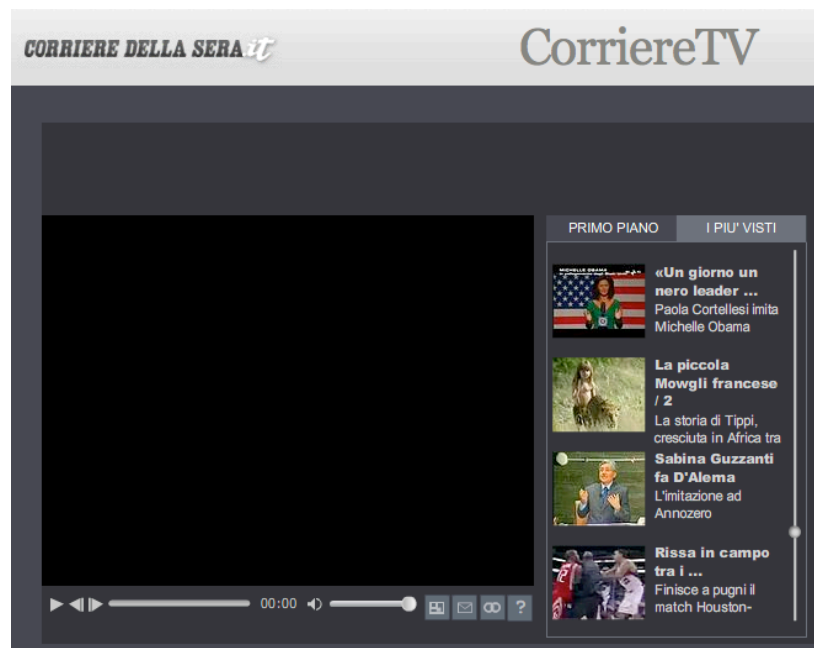 CORRIERE DELLA SERA.it
CorriereTV
PRIMO PIANO
I PIU' VISTI
MICHELLE OBAMA
«Un giorno un
nero leader ...
Paola Cortellesi imita
Michelle Obama
La piccola
Mowgli francese
/ 2
La storia di Tippi,
cresciuta in Africa tra
Sabina Guzzanti
fa D'Alema
L'imitazione ad
Annozero
Rissa in campo
tra i ...
Finisce a pugni il
match Houston-
00:00
?